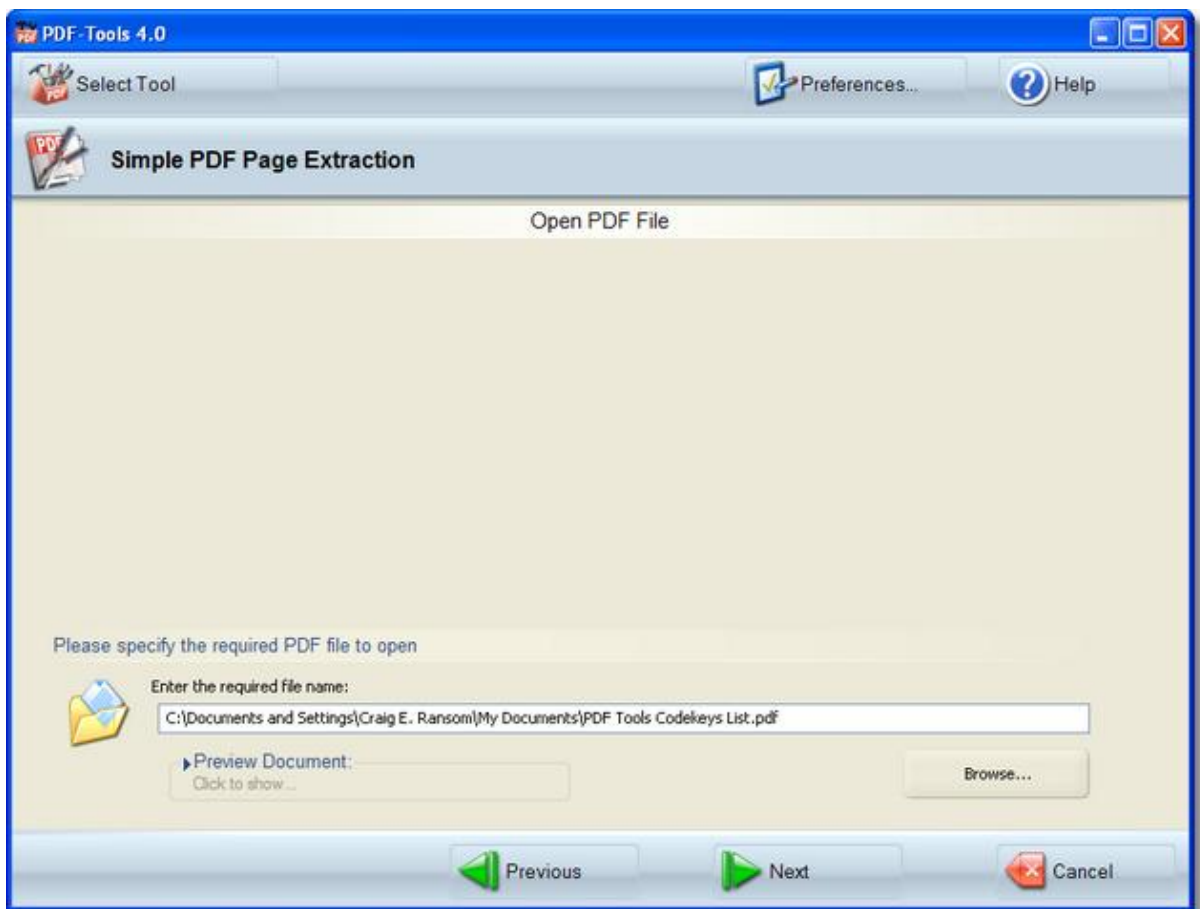 PDF-Tools 4.0
Select Tool
Preferences...
Help
Simple PDF Page Extraction
Open PDF File
Please specify the required PDF file to open
Enter the required file name:
C:\Documents and Settings\Craig E. Ransom\My Documents\PDF Tools Codekeys List.pdf
Preview Document:
Click to show ...
Browse...
Previous
Next
Cancel